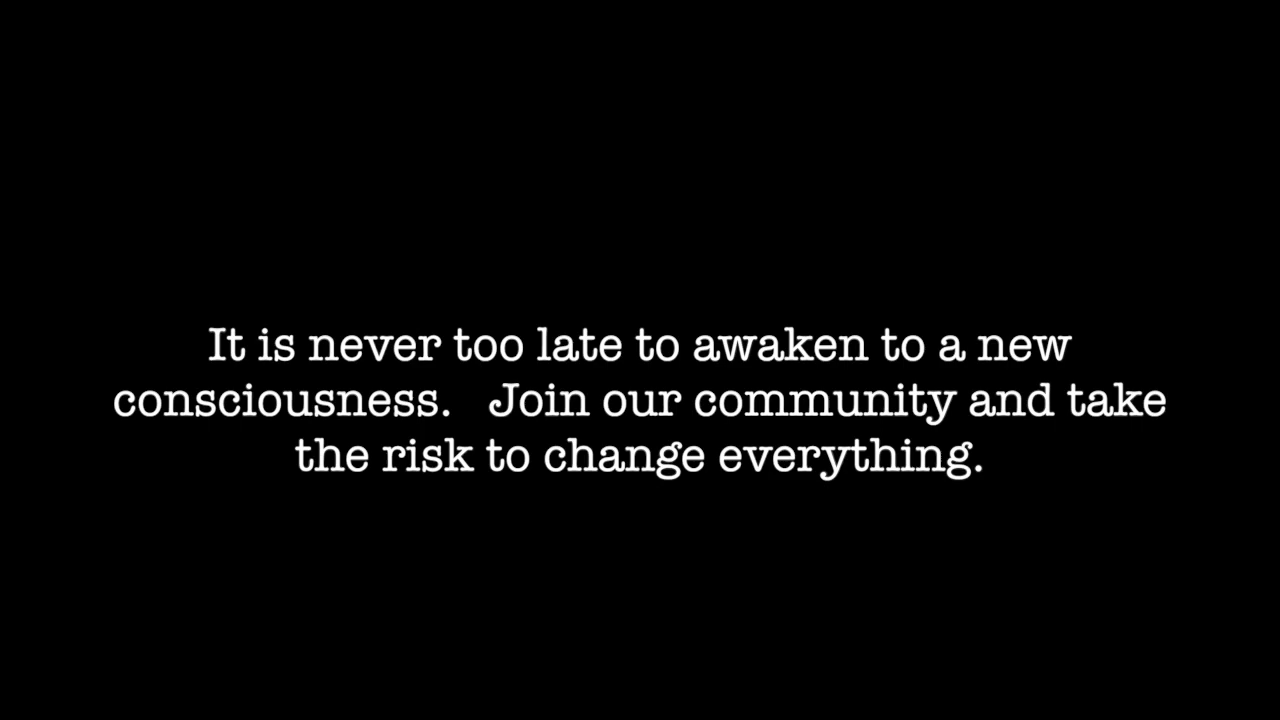 It is never too late to awaken to a new
consciousness.   Join our community and take
the risk to change everything.